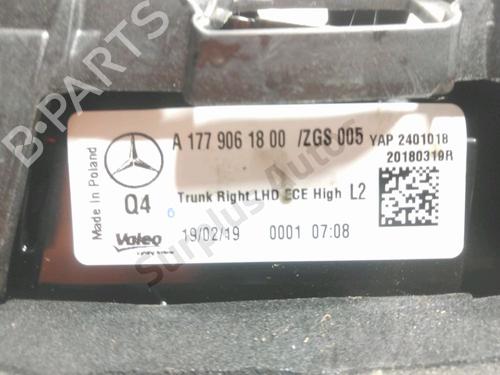 B-PARTS
A 177 906 18 00 /ZGS 005 YAP 2401018
20180319R
Made in Poland
Q4
Trunk Right LHD ECE High L2
Valeo
19/02/19 0001 07:08
Surplus Autos